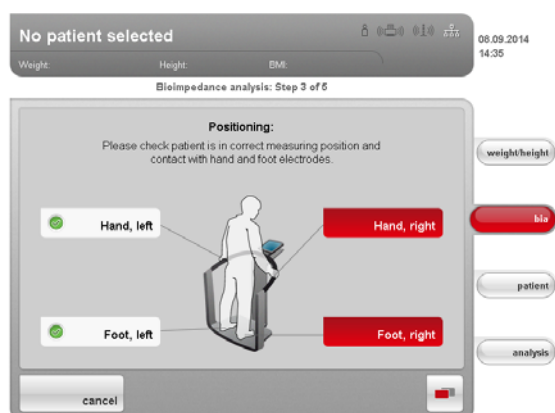 No patient selected
08.09.2014
14:35
Weight:
Height:
BMI:
Bioimpedance analysis: Step 3 of 5
Positioning:
Please check patient is in correct measuring position and
contact with hand and foot electrodes.
weight/height
Hand, left
Hand, right
bia
patient
Foot, left
Foot, right
analysis
cancel